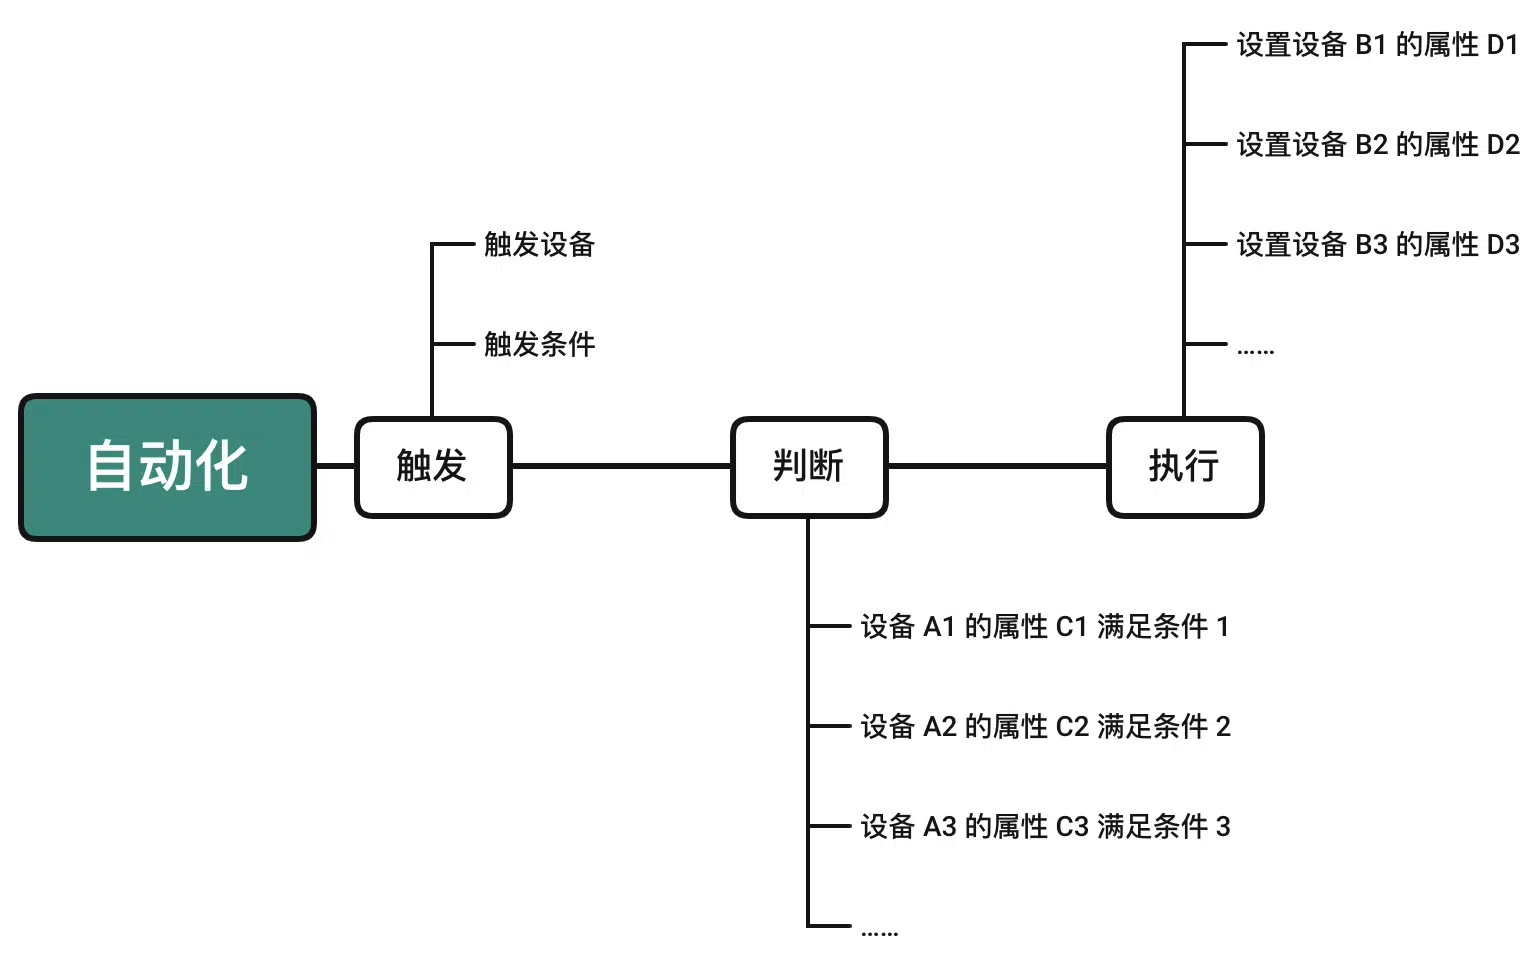 自动化
触发
触发设备
触发条件
判断
设备 A1 的属性 C1 满足条件 1
设备 A2 的属性 C2 满足条件 2
设备 A3 的属性 C3 满足条件 3
……
执行
设置设备 B1 的属性 D1
设置设备 B2 的属性 D2
设置设备 B3 的属性 D3
……